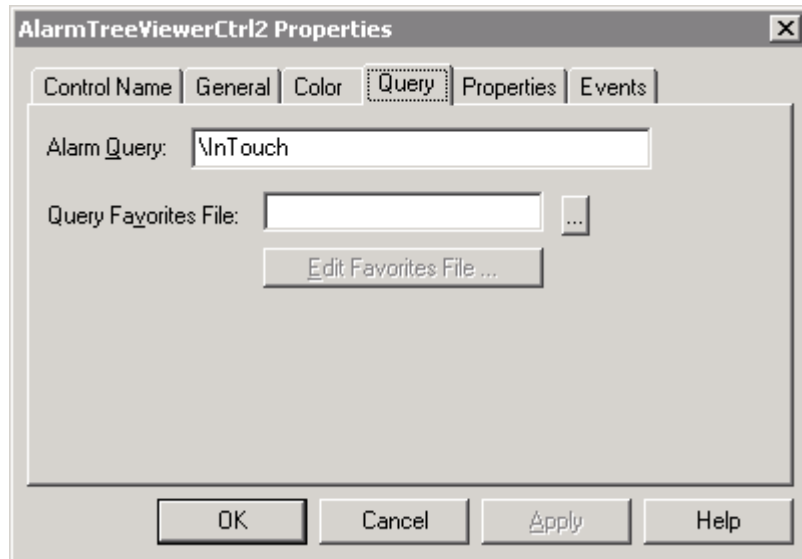 AlarmTreeViewerCtrl2 Properties
Control Name General Color Query Properties Events
Alarm Query: \InTouch
Query Favorites File: ...
Edit Favorites File ...
OK Cancel Apply Help